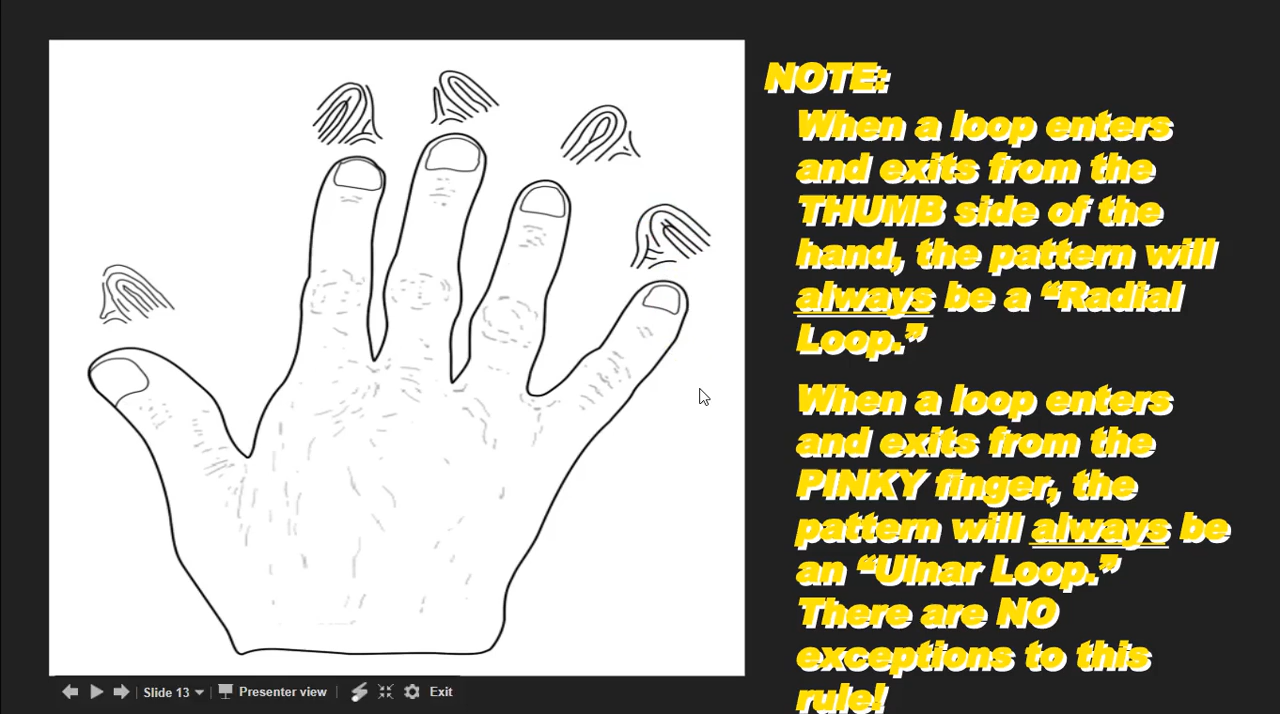 NOTE:
When a loop enters
and exits from the
THUMB side of the
hand, the pattern will
always be a “Radial
Loop.”
When a loop enters
and exits from the
PINKY finger, the
pattern will always be
an “Ulnar Loop.”
There are NO
exceptions to this
rule!
Slide 13
Presenter view
Exit